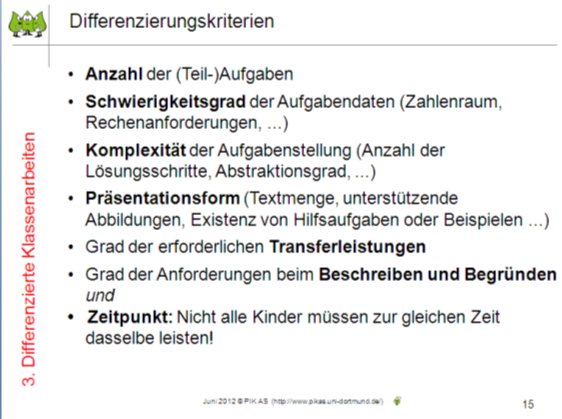 Differenzierungskriterien
3. Differenzierte Klassenarbeiten
• Anzahl der (Teil-)Aufgaben
• Schwierigkeitsgrad der Aufgabendaten (Zahlenraum,
Rechenanforderungen, ...)
• Komplexität der Aufgabenstellung (Anzahl der
Lösungsschritte, Abstraktionsgrad, ...)
• Präsentationsform (Textmenge, unterstützende
Abbildungen, Existenz von Hilfsaufgaben oder Beispielen ...)
• Grad der erforderlichen Transferleistungen
• Grad der Anforderungen beim Beschreiben und Begründen
und
• Zeitpunkt: Nicht alle Kinder müssen zur gleichen Zeit
dasselbe leisten!
Juni 2012 © PIK AS (http://www.pikas.uni-dortmund.de/)
15